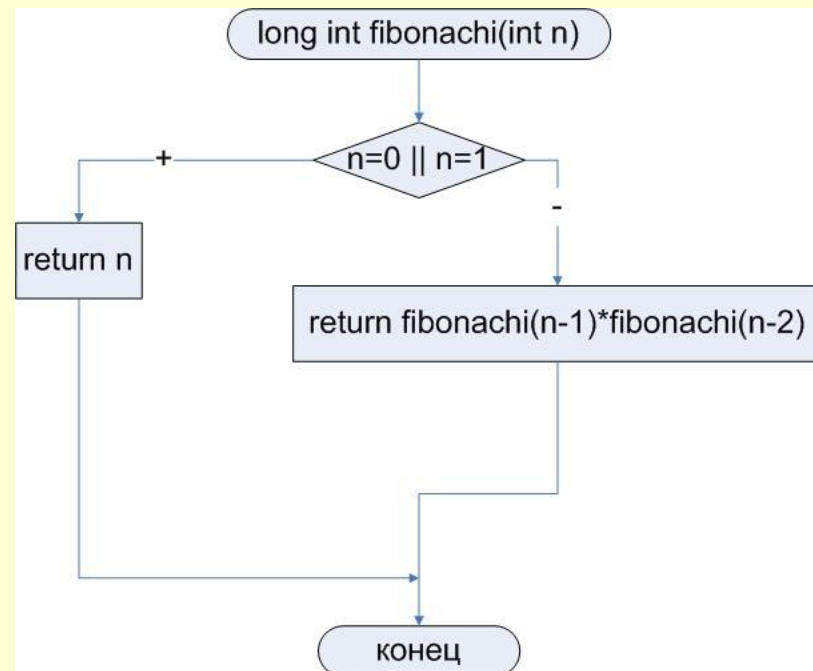 long int fibonachi(int n)
n=0 || n=1
+
-
return n
return fibonachi(n-1)*fibonachi(n-2)
конец